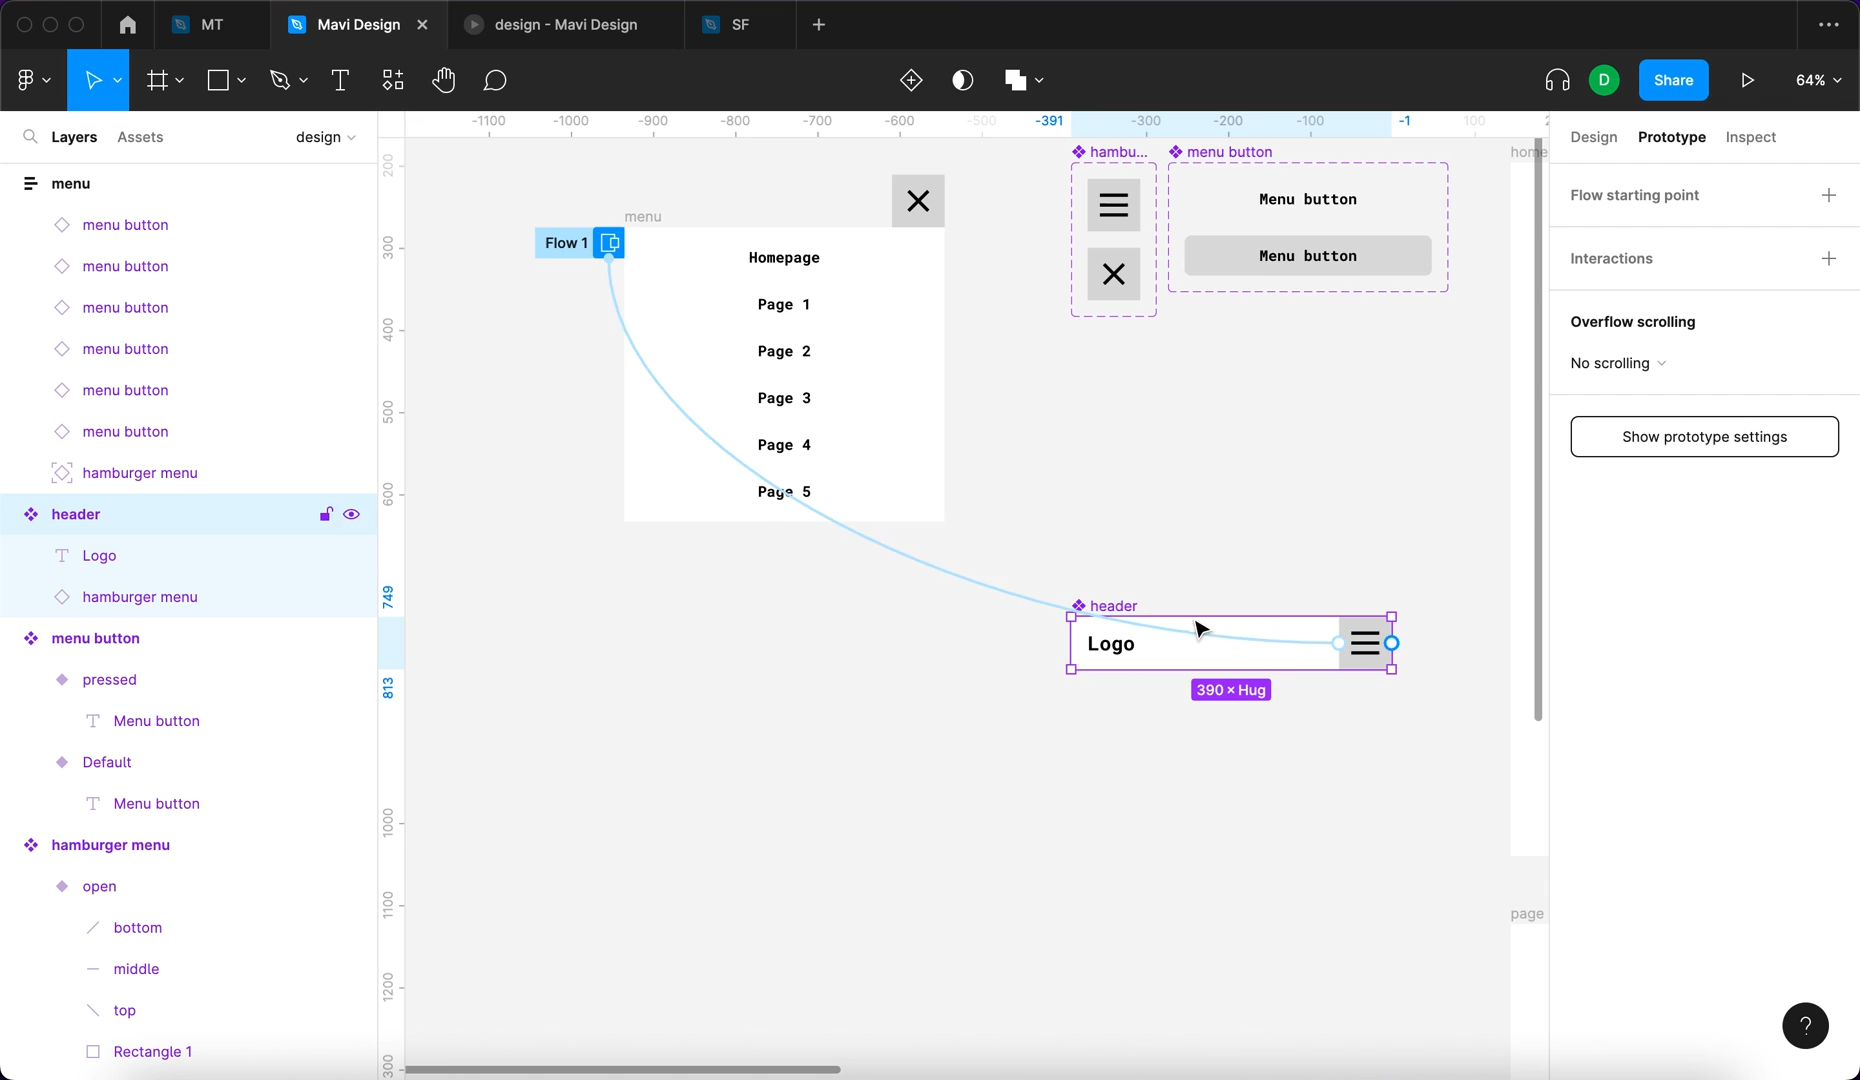 MT
Mavi Design
design - Mavi Design
SF
D
Share
64%
Layers
Assets
design
menu
menu button
menu button
menu button
menu button
menu button
menu button
hamburger menu
header
Logo
hamburger menu
menu button
pressed
Menu button
Default
Menu button
hamburger menu
open
bottom
middle
top
Rectangle 1
-1100
-1000
-900
-800
-700
-600
-500
-391
-300
-200
-100
-1
100
200
300
400
500
600
749
813
1000
1100
1200
300
menu
Flow 1
Homepage
Page 1
Page 2
Page 3
Page 4
Page 5
hambu...
menu button
Menu button
Menu button
home
header
Logo
390 × Hug
page
Design
Prototype
Inspect
Flow starting point
Interactions
Overflow scrolling
No scrolling
Show prototype settings
?